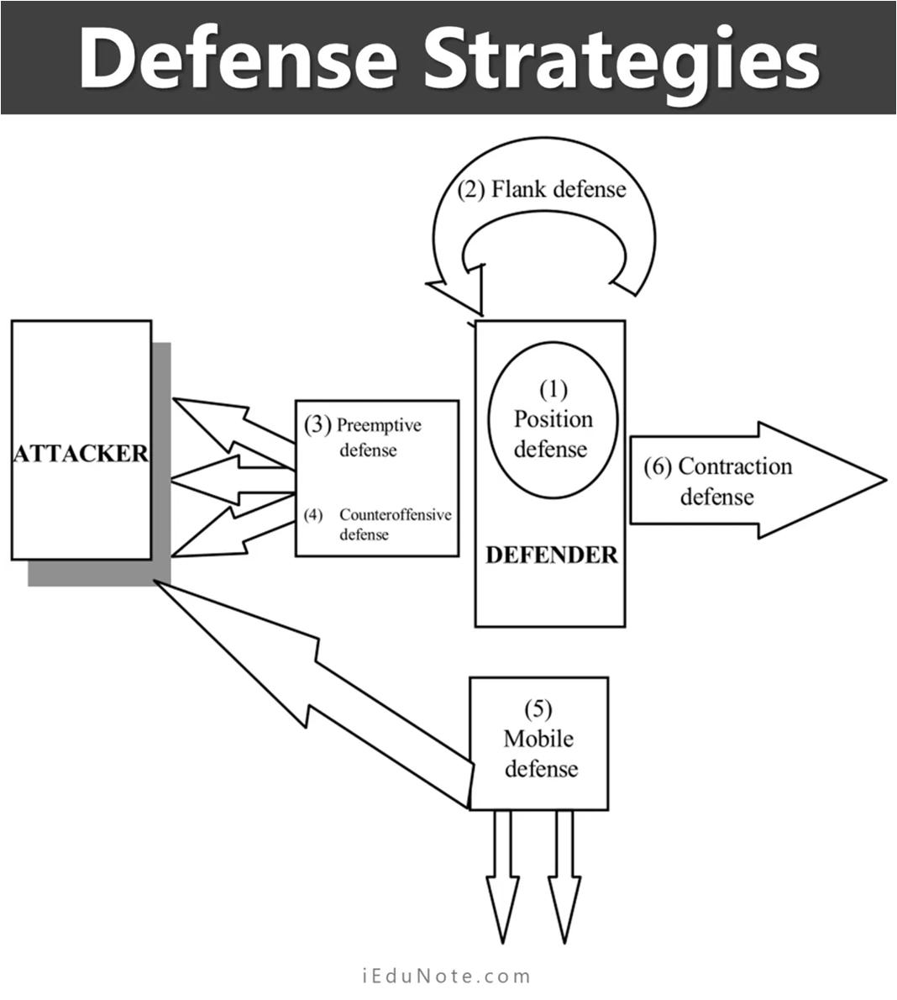 Defense Strategies
(2) Flank defense
ATTACKER
(3) Preemptive
defense
(4) Counteroffensive
defense
(1)
Position
defense
DEFENDER
(6) Contraction
defense
(5)
Mobile
defense
iEduNote.com